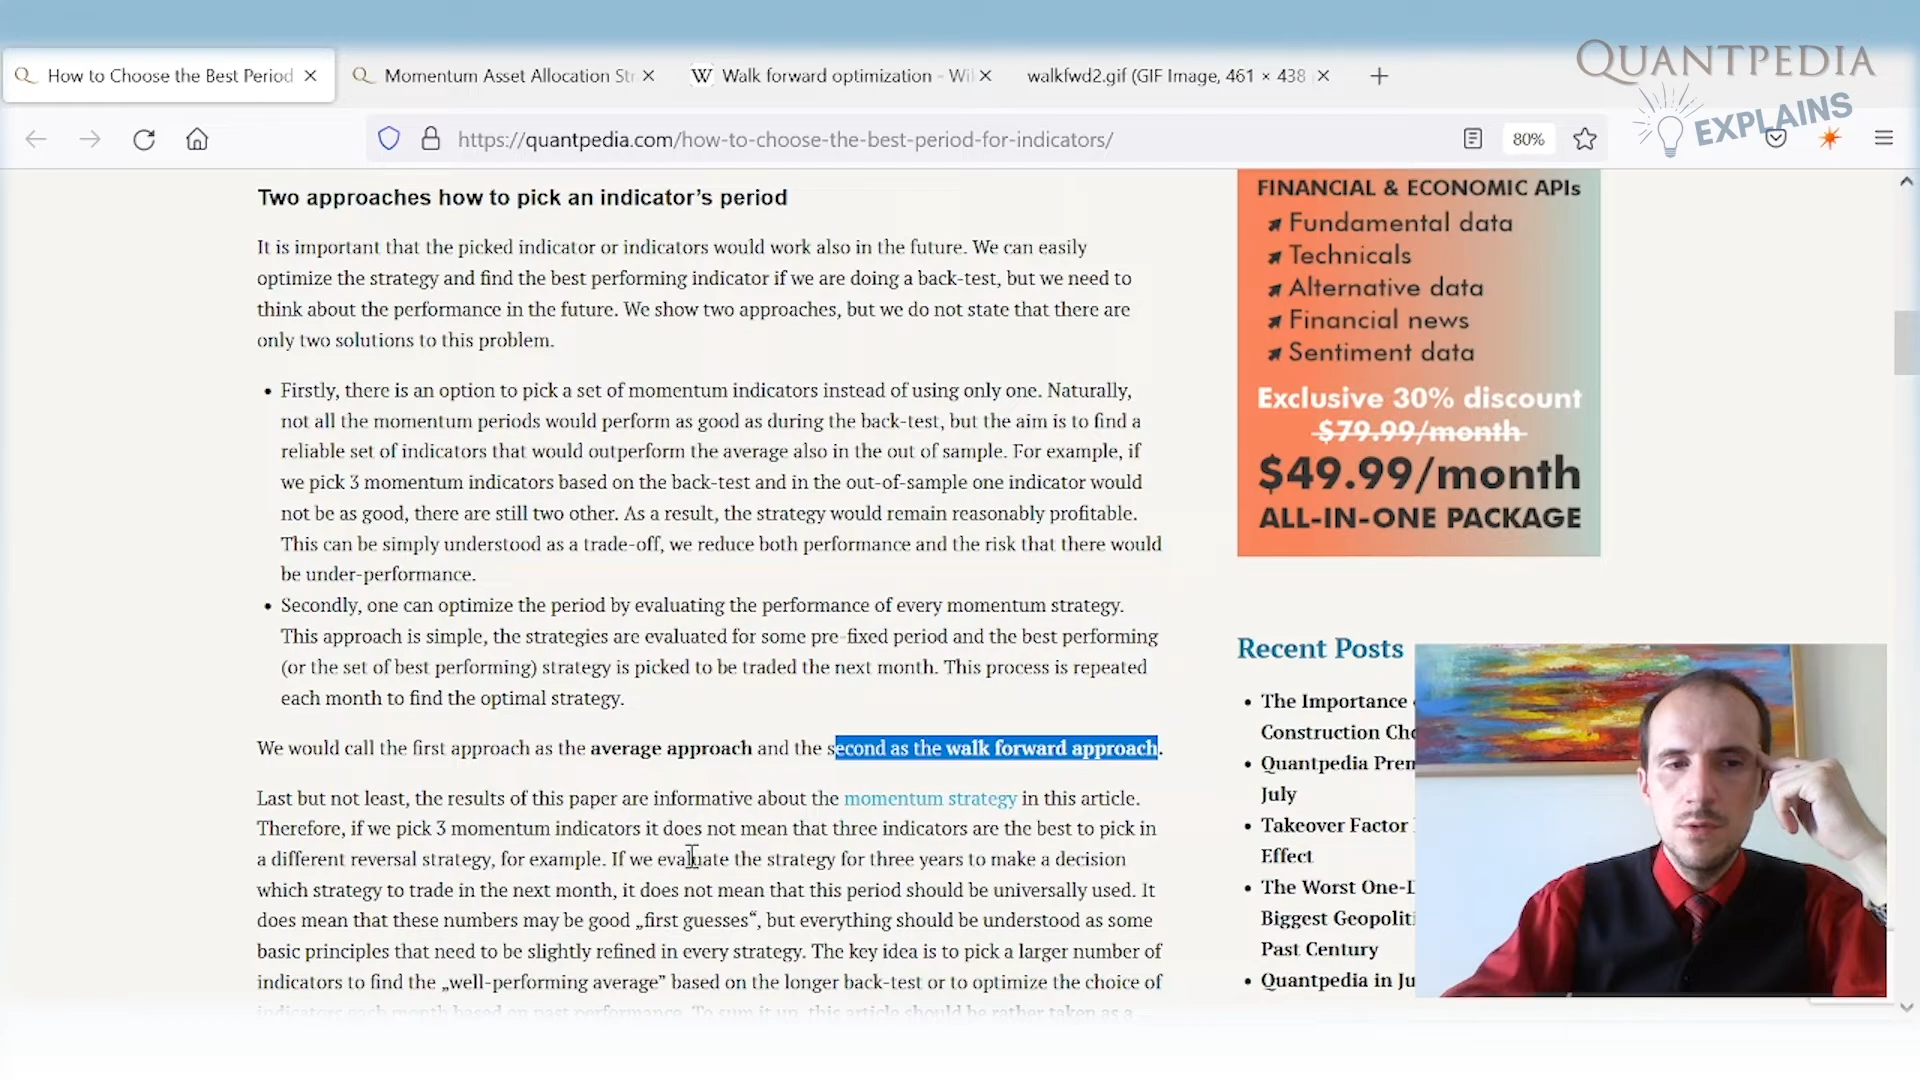 QUANTPEDIA
EXPLAINS
How to Choose the Best Period
Momentum Asset Allocation Str
W Walk forward optimization - Wi
walkfwd2.gif (GIF Image, 461 × 438
https://quantpedia.com/how-to-choose-the-best-period-for-indicators/
80%
Two approaches how to pick an indicator's period
It is important that the picked indicator or indicators would work also in the future. We can easily
optimize the strategy and find the best performing indicator if we are doing a back-test, but we need to
think about the performance in the future. We show two approaches, but we do not state that there are
only two solutions to this problem.
• Firstly, there is an option to pick a set of momentum indicators instead of using only one. Naturally,
not all the momentum periods would perform as good as during the back-test, but the aim is to find a
reliable set of indicators that would outperform the average also in the out of sample. For example, if
we pick 3 momentum indicators based on the back-test and in the out-of-sample one indicator would
not be as good, there are still two other. As a result, the strategy would remain reasonably profitable.
This can be simply understood as a trade-off, we reduce both performance and the risk that there would
be under-performance.
• Secondly, one can optimize the period by evaluating the performance of every momentum strategy.
This approach is simple, the strategies are evaluated for some pre-fixed period and the best performing
(or the set of best performing) strategy is picked to be traded the next month. This process is repeated
each month to find the optimal strategy.
We would call the first approach as the average approach and the second as the walk forward approach.
Last but not least, the results of this paper are informative about the momentum strategy in this article.
Therefore, if we pick 3 momentum indicators it does not mean that three indicators are the best to pick in
a different reversal strategy, for example. If we evaluate the strategy for three years to make a decision
which strategy to trade in the next month, it does not mean that this period should be universally used. It
does mean that these numbers may be good „first guesses“, but everything should be understood as some
basic principles that need to be slightly refined in every strategy. The key idea is to pick a larger number of
indicators to find the „well-performing average” based on the longer back-test or to optimize the choice of
indicators each month based on past performance. To sum it up, this article should be rather taken as a
FINANCIAL & ECONOMIC APIs
Fundamental data
Technicals
Alternative data
Financial news
Sentiment data
Exclusive 30% discount
$79.99/month
$49.99/month
ALL-IN-ONE PACKAGE
Recent Posts
• The Importance
Construction Cho
• Quantpedia Pren
July
• Takeover Factor
Effect
• The Worst One-D
Biggest Geopoliti
Past Century
• Quantpedia in Ju